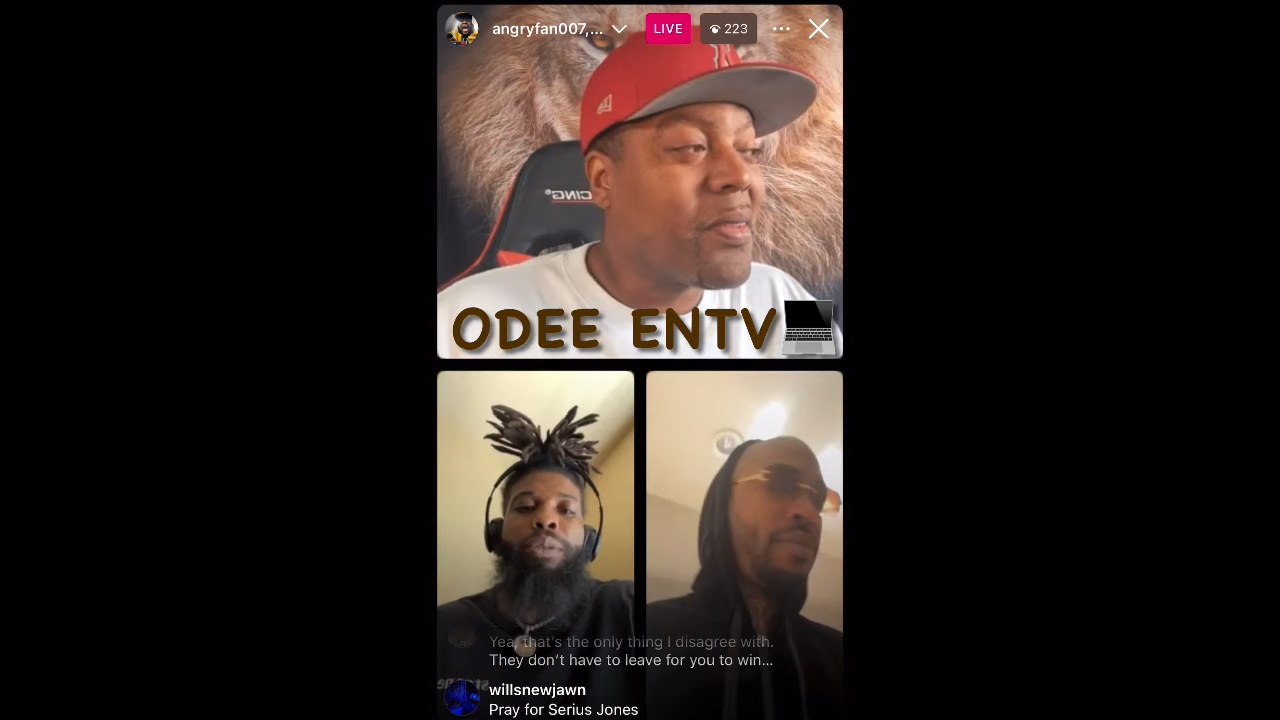 angryfan007,...
LIVE
223
ODEE ENTV
Yea, that's the only thing I disagree with.
They don't have to leave for you to win...
willsnewjawn
Pray for Serius Jones